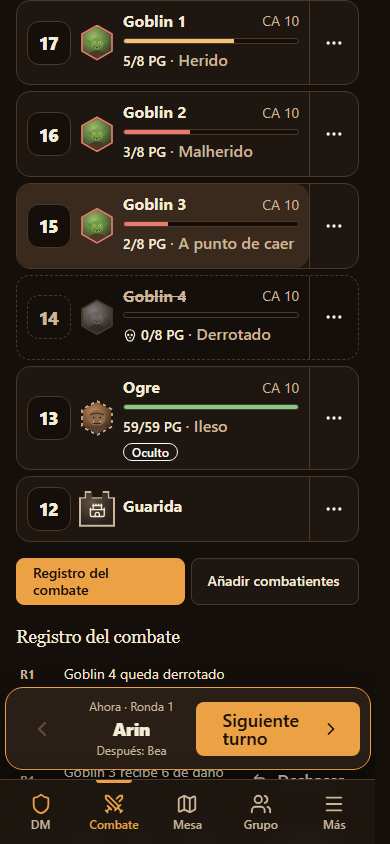 17
Goblin 1
CA 10
5/8 PG · Herido
16
Goblin 2
CA 10
3/8 PG · Malherido
15
Goblin 3
CA 10
2/8 PG · A punto de caer
14
Goblin 4
CA 10
0/8 PG · Derrotado
13
Ogre
CA 10
59/59 PG · Ileso
Oculto
12
Guarida
Registro del
combate
Añadir combatientes
Registro del combate
R1
Goblin 4 queda derrotado
Ahora · Ronda 1
Arin
Después: Bea
Siguiente
turno
R1
Goblin 3 recibe 6 de daño
Deshacer
DM
Combate
Mesa
Grupo
Más